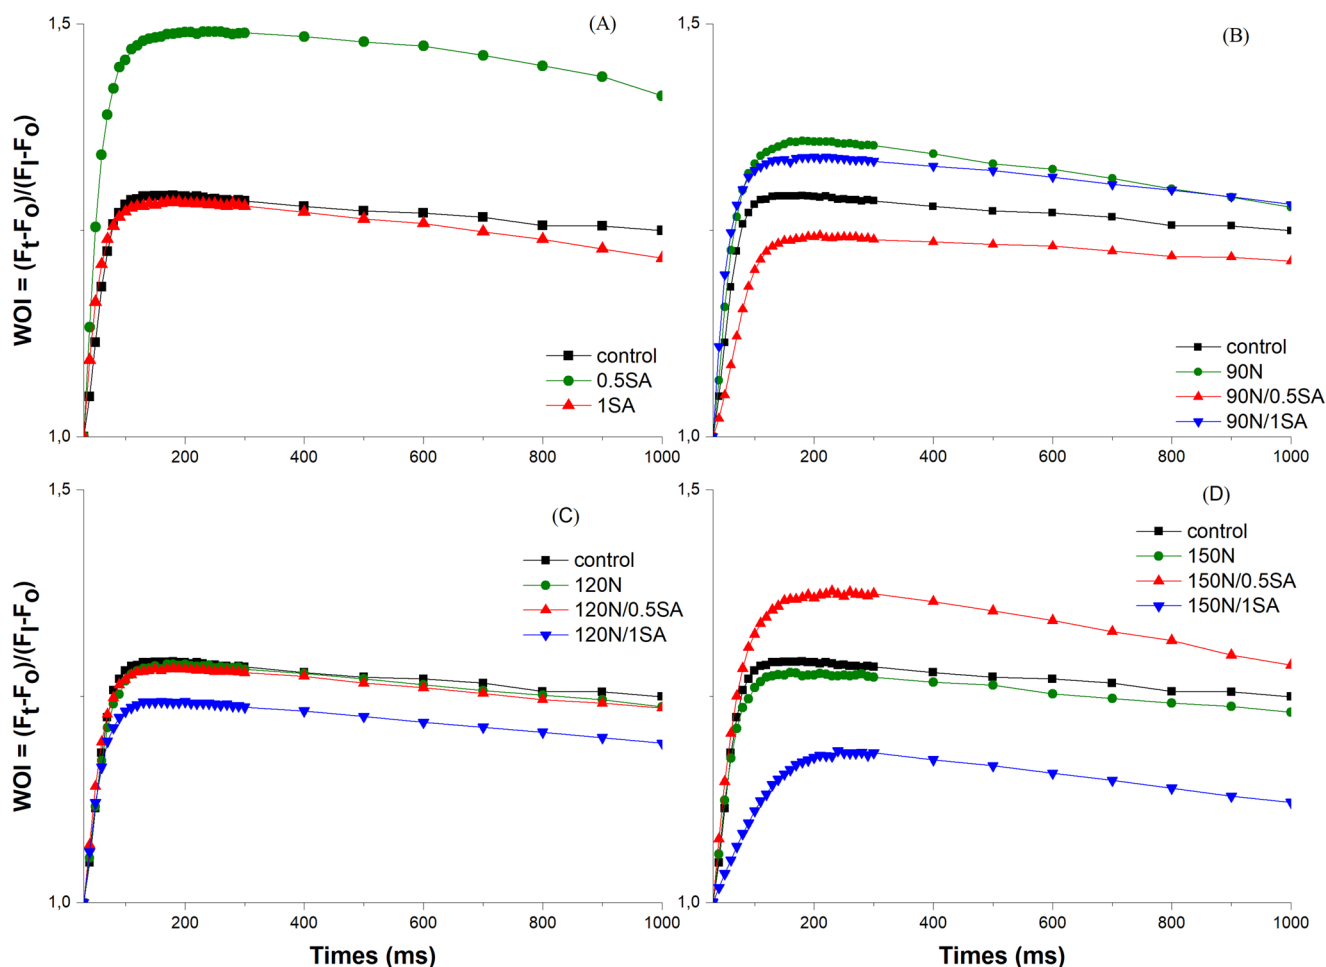 WOI = (Ft-Fo)/(FI-Fo)
1,5
1,0
(A)
control
0.5SA
1SA
200
400
600
800
1000
1,5
1,0
(B)
control
90N
90N/0.5SA
90N/1SA
200
400
600
800
1000
WOI = (Ft-Fo)/(FI-Fo)
1,5
1,0
(C)
control
120N
120N/0.5SA
120N/1SA
200
400
600
800
1000
Times (ms)
1,5
1,0
(D)
control
150N
150N/0.5SA
150N/1SA
200
400
600
800
1000
Times (ms)